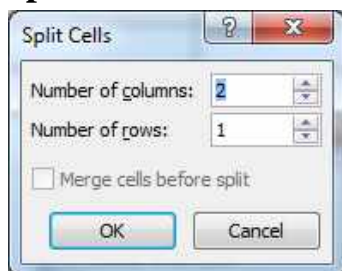 Split Cells
Number of columns: 2
Number of rows: 1
Merge cells before split
OK Cancel